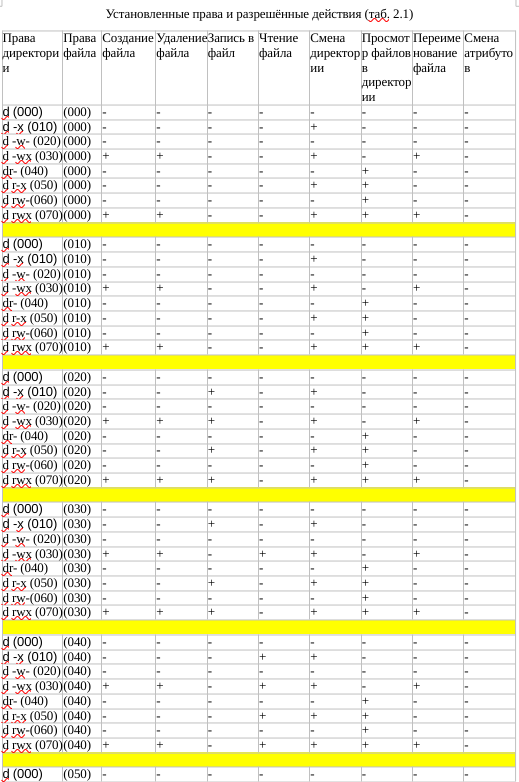 Установленные права и разрешённые действия (таб. 2.1)
Права директории Права файла Создание файла Удаление файла Запись в файл Чтение файла Смена директории Просмотр файлов в директории Переименование файла Смена атрибутов
d (000) (000) - - - - - - - -
d -x (010) (000) - - - - + - - -
d -w- (020) (000) - - - - - - - -
d -wx (030) (000) + + - - + - + -
dr- (040) (000) - - - - - + - -
d r-x (050) (000) - - - - + + - -
d rw-(060) (000) - - - - - + - -
d rwx (070) (000) + + - - + + + -
d (000) (010) - - - - - - - -
d -x (010) (010) - - - - + - - -
d -w- (020) (010) - - - - - - - -
d -wx (030) (010) + + - - + - + -
dr- (040) (010) - - - - - + - -
d r-x (050) (010) - - - - + + - -
d rw-(060) (010) - - - - - + - -
d rwx (070) (010) + + - - + + + -
d (000) (020) - - - - - - - -
d -x (010) (020) - - + - + - - -
d -w- (020) (020) - - - - - - - -
d -wx (030) (020) + + + - + - + -
dr- (040) (020) - - - - - + - -
d r-x (050) (020) - - + - + + - -
d rw-(060) (020) - - - - - + - -
d rwx (070) (020) + + + - + + + -
d (000) (030) - - - - - - - -
d -x (010) (030) - - + - + - - -
d -w- (020) (030) - - - - - - - -
d -wx (030) (030) + + - + + - + -
dr- (040) (030) - - - - - + - -
d r-x (050) (030) - - + - + + - -
d rw-(060) (030) - - - - - + - -
d rwx (070) (030) + + + - + + + -
d (000) (040) - - - - - - - -
d -x (010) (040) - - - + + - - -
d -w- (020) (040) - - - - - - - -
d -wx (030) (040) + + - + + - + -
dr- (040) (040) - - - - - + - -
d r-x (050) (040) - - - + + + - -
d rw-(060) (040) - - - - - + - -
d rwx (070) (040) + + - + + + + -
d (000) (050) - - - - - - - -